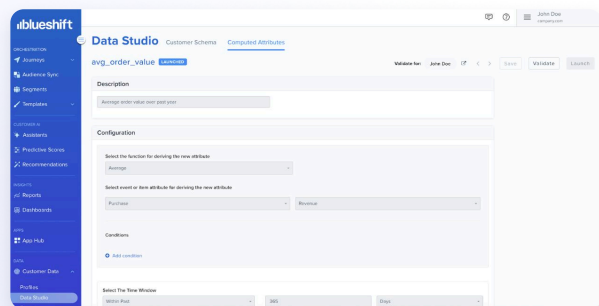 blueshift
John Doe
company.com
Data Studio Customer Schema Computed Attributes
ORCHESTRATION
Journeys
Audience Sync
Segments
Templates
CUSTOMER AI
Assistants
Predictive Scores
Recommendations
INSIGHTS
Reports
Dashboards
APPS
App Hub
DATA
Customer Data
Profiles
Data Studio
avg_order_value LAUNCHED
Validate for: John Doe Save Validate Launch
Description
Average order value over past year
Configuration
Select the function for deriving the new attribute
Average
Select event or item attribute for deriving the new attribute
Purchase Revenue
Conditions
Add condition
Select The Time Window
Within Past 365 Days